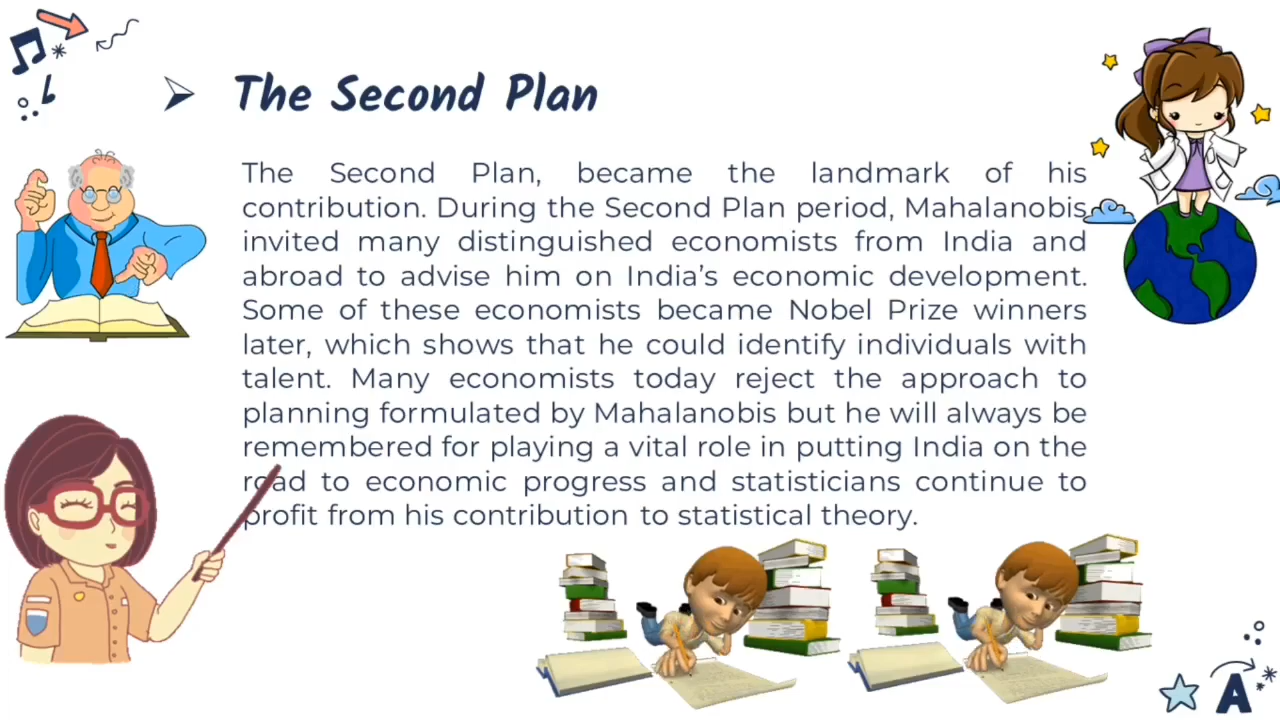 The Second Plan
The Second Plan, became the landmark of his
contribution. During the Second Plan period, Mahalanobis
invited many distinguished economists from India and
abroad to advise him on India’s economic development.
Some of these economists became Nobel Prize winners
later, which shows that he could identify individuals with
talent. Many economists today reject the approach to
planning formulated by Mahalanobis but he will always be
remembered for playing a vital role in putting India on the
road to economic progress and statisticians continue to
profit from his contribution to statistical theory.
A